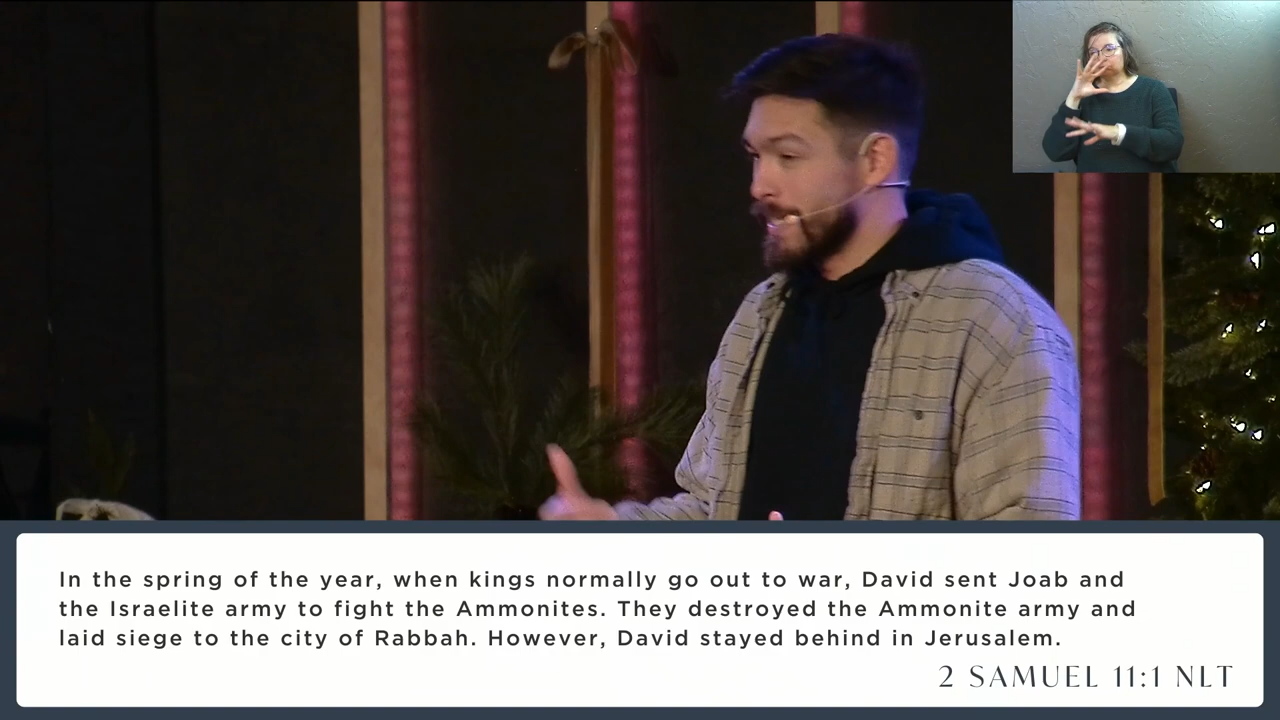 In the spring of the year, when kings normally go out to war, David sent Joab and
the Israelite army to fight the Ammonites. They destroyed the Ammonite army and
laid siege to the city of Rabbah. However, David stayed behind in Jerusalem.
2 SAMUEL 11:1 NLT